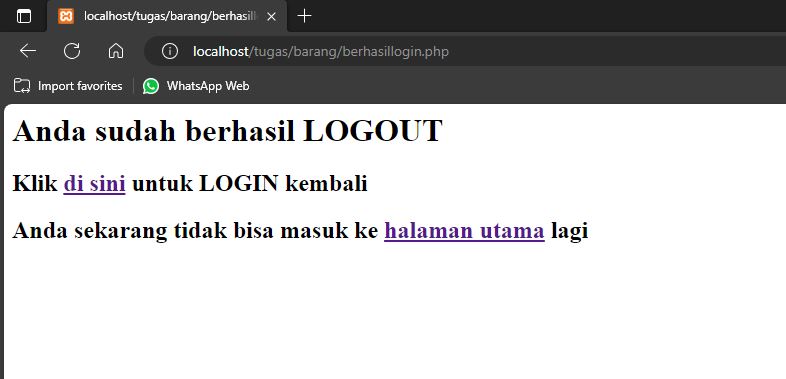 localhost/tugas/barang/berhasill
localhost/tugas/barang/berhasillogin.php
Import favorites
WhatsApp Web
Anda sudah berhasil LOGOUT
Klik di sini untuk LOGIN kembali
Anda sekarang tidak bisa masuk ke halaman utama lagi